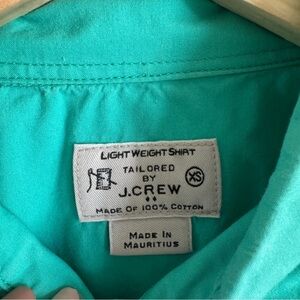 LIGHT WEIGHT SHIRT
TAILORED
BY
J.CREW
XS
MADE OF 100% COTTON
MADE IN
MAURITIUS